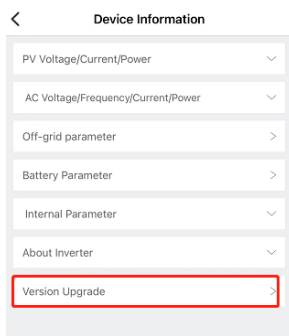 Device Information
PV Voltage/Current/Power
AC Voltage/Frequency/Current/Power
Off-grid parameter
Battery Parameter
Internal Parameter
About Inverter
Version Upgrade